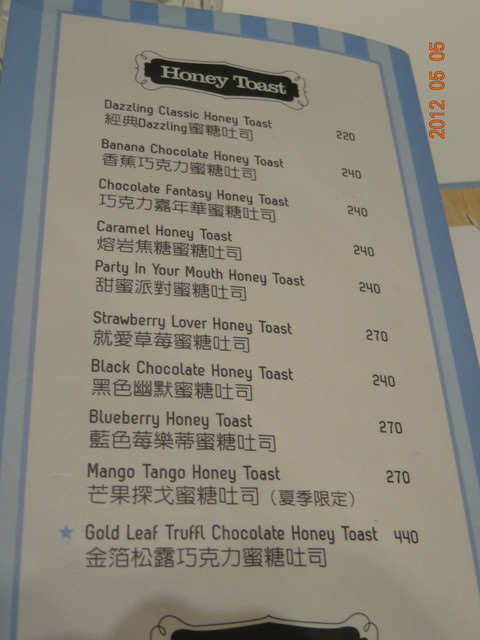 2012 05 05
Honey Toast
Dazzling Classic Honey Toast
經典Dazzling蜜糖吐司 220
Banana Chocolate Honey Toast
香蕉巧克力蜜糖吐司 240
Chocolate Fantasy Honey Toast
巧克力嘉年華蜜糖吐司 240
Caramel Honey Toast
熔岩焦糖蜜糖吐司 240
Party In Your Mouth Honey Toast
甜蜜派對蜜糖吐司 240
Strawberry Lover Honey Toast
就愛草莓蜜糖吐司 270
Black Chocolate Honey Toast
黑色幽默蜜糖吐司 240
Blueberry Honey Toast
藍色莓樂蒂蜜糖吐司 270
Mango Tango Honey Toast 270
芒果探戈蜜糖吐司（夏季限定）
★ Gold Leaf Truffl Chocolate Honey Toast 440
金箔松露巧克力蜜糖吐司